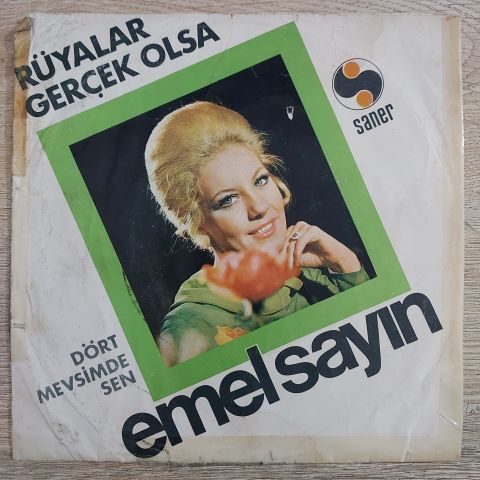 RÜYALAR
GERÇEK OLSA
saner
DÖRT
MEVSİMDE
SEN
emel sayın